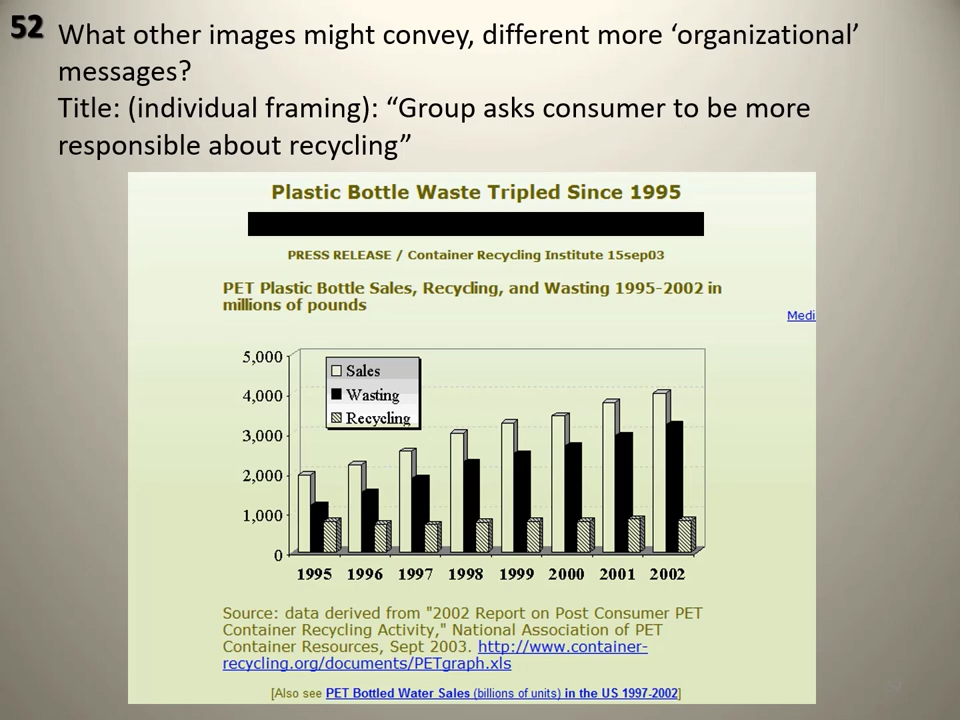 52
What other images might convey, different more ‘organizational’
messages?
Title: (individual framing): “Group asks consumer to be more
responsible about recycling”
Plastic Bottle Waste Tripled Since 1995
PRESS RELEASE / Container Recycling Institute 15sep03
PET Plastic Bottle Sales, Recycling, and Wasting 1995-2002 in
millions of pounds
Medi
5,000
4,000
3,000
2,000
1,000
0
Sales
Wasting
Recycling
1995 1996 1997 1998 1999 2000 2001 2002
Source: data derived from "2002 Report on Post Consumer PET
Container Recycling Activity," National Association of PET
Container Resources, Sept 2003. http://www.container-
recycling.org/documents/PETgraph.xls
[Also see PET Bottled Water Sales (billions of units) in the US 1997-2002]